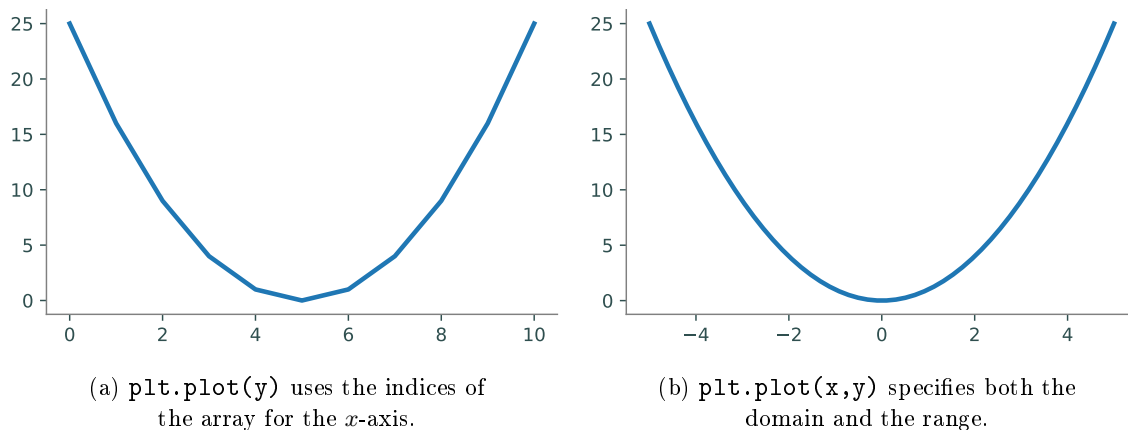 25
20
15
10
5
0
0 2 4 6 8 10
(a) plt.plot(y) uses the indices of
the array for the x-axis.
25
20
15
10
5
0
−4 −2 0 2 4
(b) plt.plot(x,y) specifies both the
domain and the range.